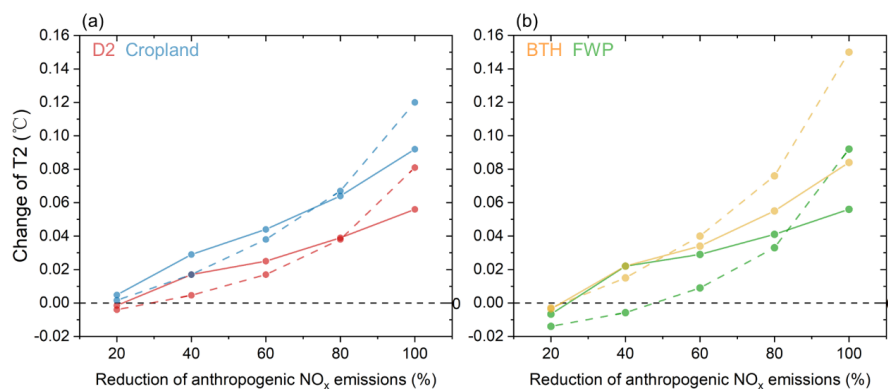 (a)
D2 Cropland
Change of T2 (℃)
0.16
0.14
0.12
0.10
0.08
0.06
0.04
0.02
0.00
-0.02
0
20 40 60 80 100
Reduction of anthropogenic NOx emissions (%)
(b)
BTH FWP
0.16
0.14
0.12
0.10
0.08
0.06
0.04
0.02
0.00
-0.02
20 40 60 80 100
Reduction of anthropogenic NOx emissions (%)